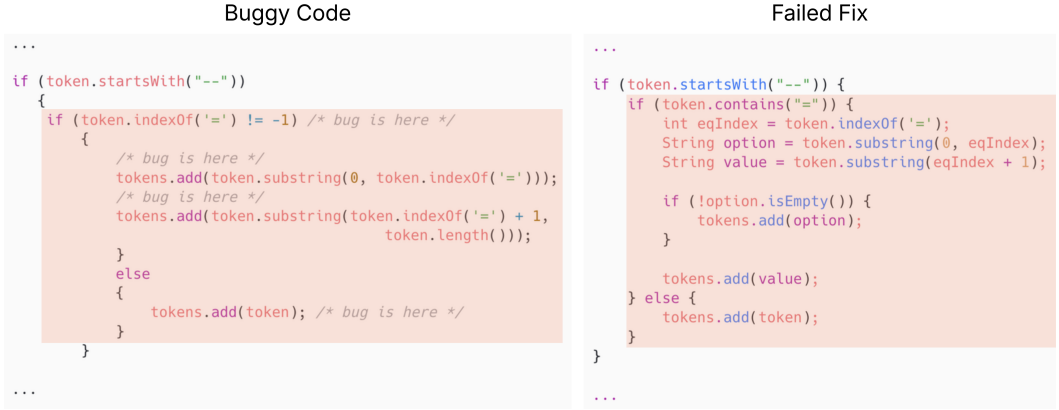 Buggy Code
...
if (token.startsWith("--"))
{
if (token.indexOf('=') != -1) /* bug is here */
{
/* bug is here */
tokens.add(token.substring(0, token.indexOf('=')));
/* bug is here */
tokens.add(token.substring(token.indexOf('=') + 1,
token.length()));
}
else
{
tokens.add(token); /* bug is here */
}
}
...
Failed Fix
...
if (token.startsWith("--")) {
if (token.contains("=")) {
int eqIndex = token.indexOf('=');
String option = token.substring(0, eqIndex);
String value = token.substring(eqIndex + 1);
if (!option.isEmpty()) {
tokens.add(option);
}
tokens.add(value);
} else {
tokens.add(token);
}
}
...